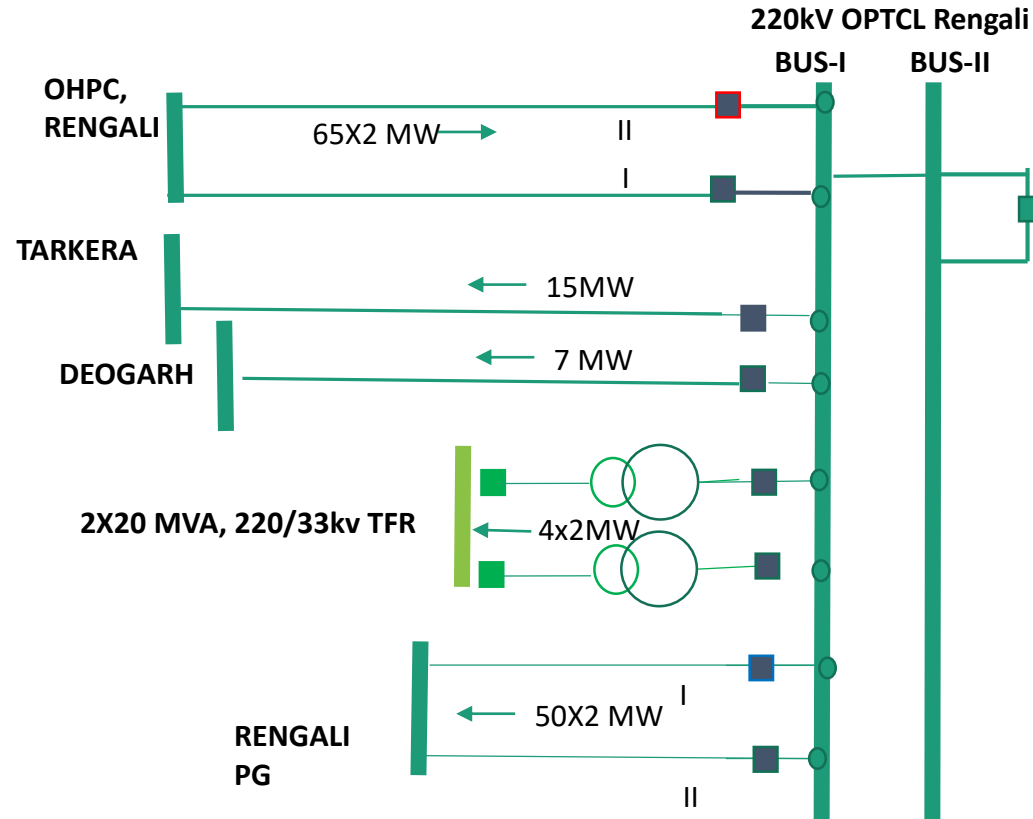 220kV OPTCL Rengali
BUS-I
BUS-II
OHPC,
RENGALI
65X2 MW
II
I
TARKERA
15MW
DEOGARH
7 MW
2X20 MVA, 220/33kv TFR
4x2MW
I
50X2 MW
RENGALI
PG
II